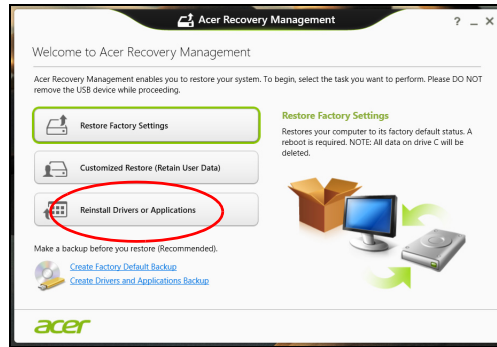 Acer Recovery Management
? _ X
Welcome to Acer Recovery Management
Acer Recovery Management enables you to restore your system. To begin, select the task you want to perform. Please DO NOT
remove the USB device while proceeding.
Restore Factory Settings
Customized Restore (Retain User Data)
Reinstall Drivers or Applications
Restore Factory Settings
Restores your computer to its factory default status. A
reboot is required. NOTE: All data on drive C will be
deleted.
Make a backup before you restore (Recommended).
Create Factory Default Backup
Create Drivers and Applications Backup
acer